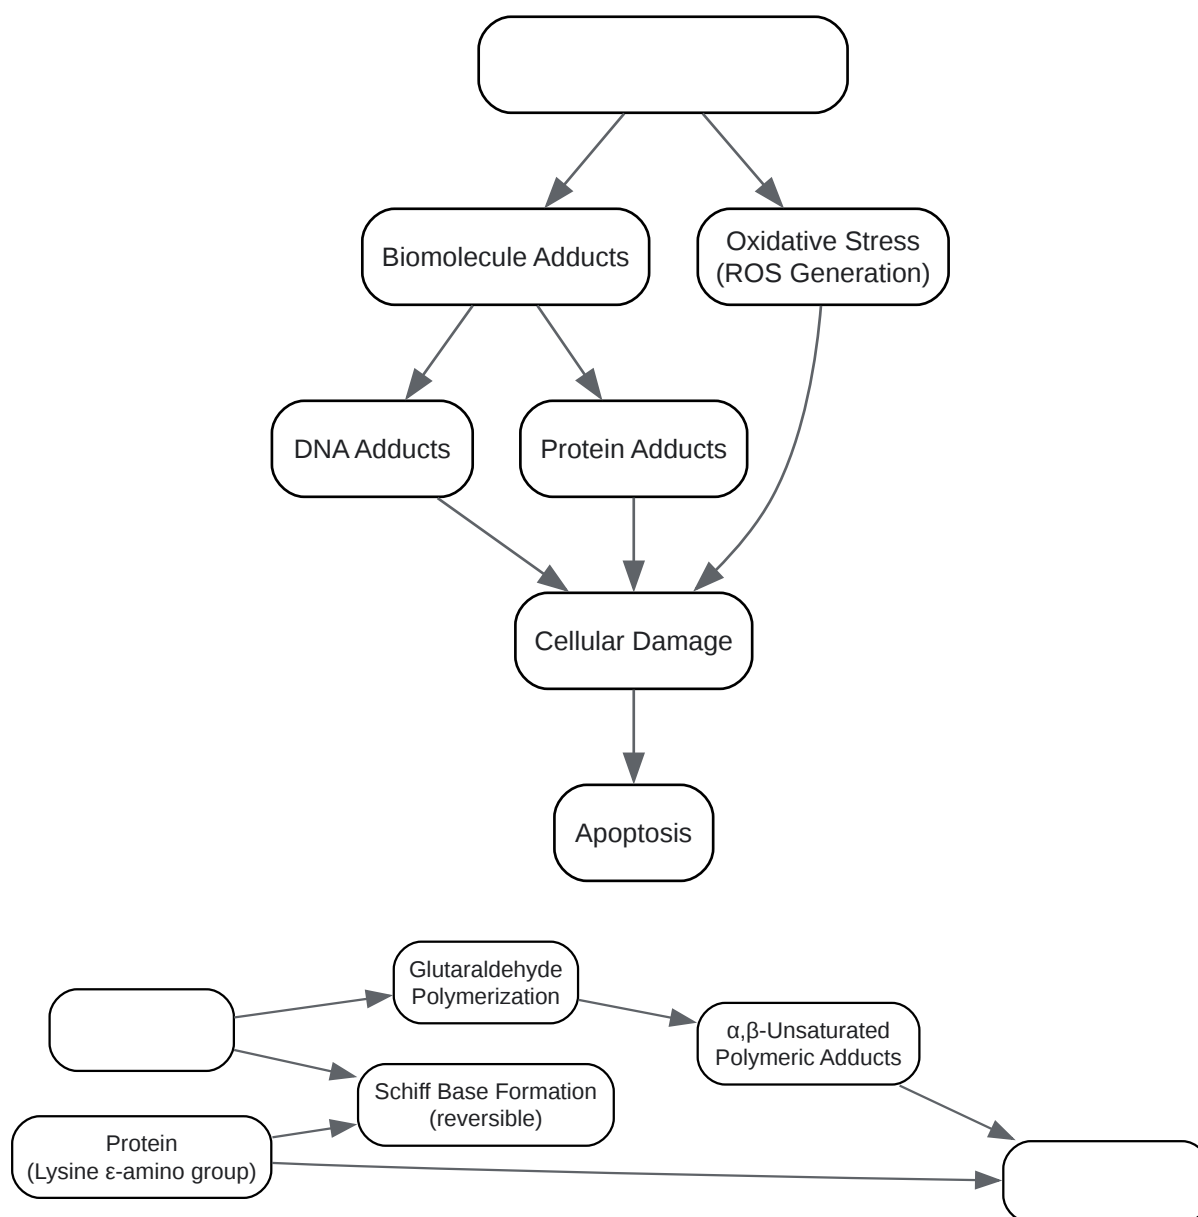 Biomolecule Adducts
Oxidative Stress
(ROS Generation)
DNA Adducts
Protein Adducts
Cellular Damage
Apoptosis
Glutaraldehyde
Polymerization
α,β-Unsaturated
Polymeric Adducts
Schiff Base Formation
(reversible)
Protein
(Lysine ε-amino group)